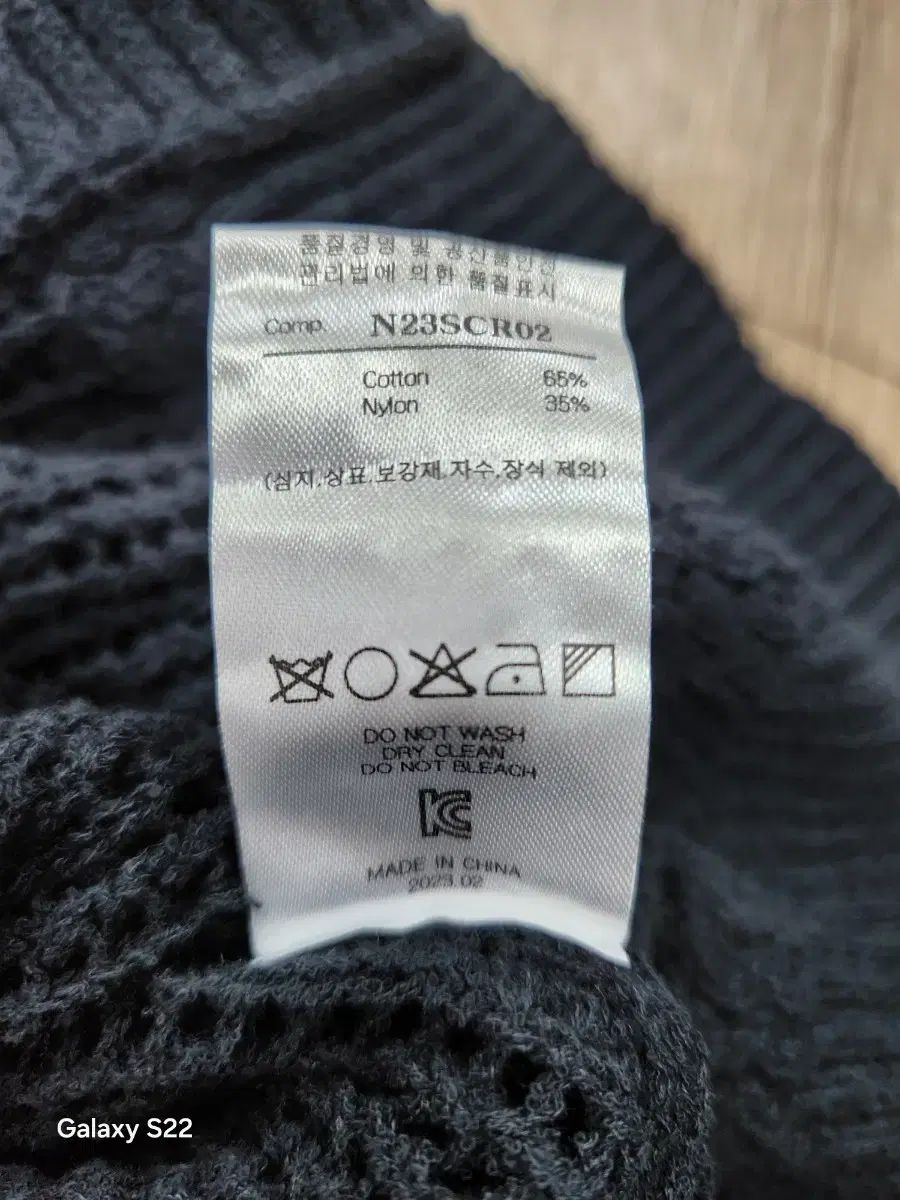 품질경영 및 공산품안전
관리법에 의한 품질표시
Comp. N23SCR02
Cotton 65%
Nylon 35%
(심지,상표,보강재,자수,장식 제외)
DO NOT WASH
DRY CLEAN
DO NOT BLEACH
KC
MADE IN CHINA
2023.02
Galaxy S22